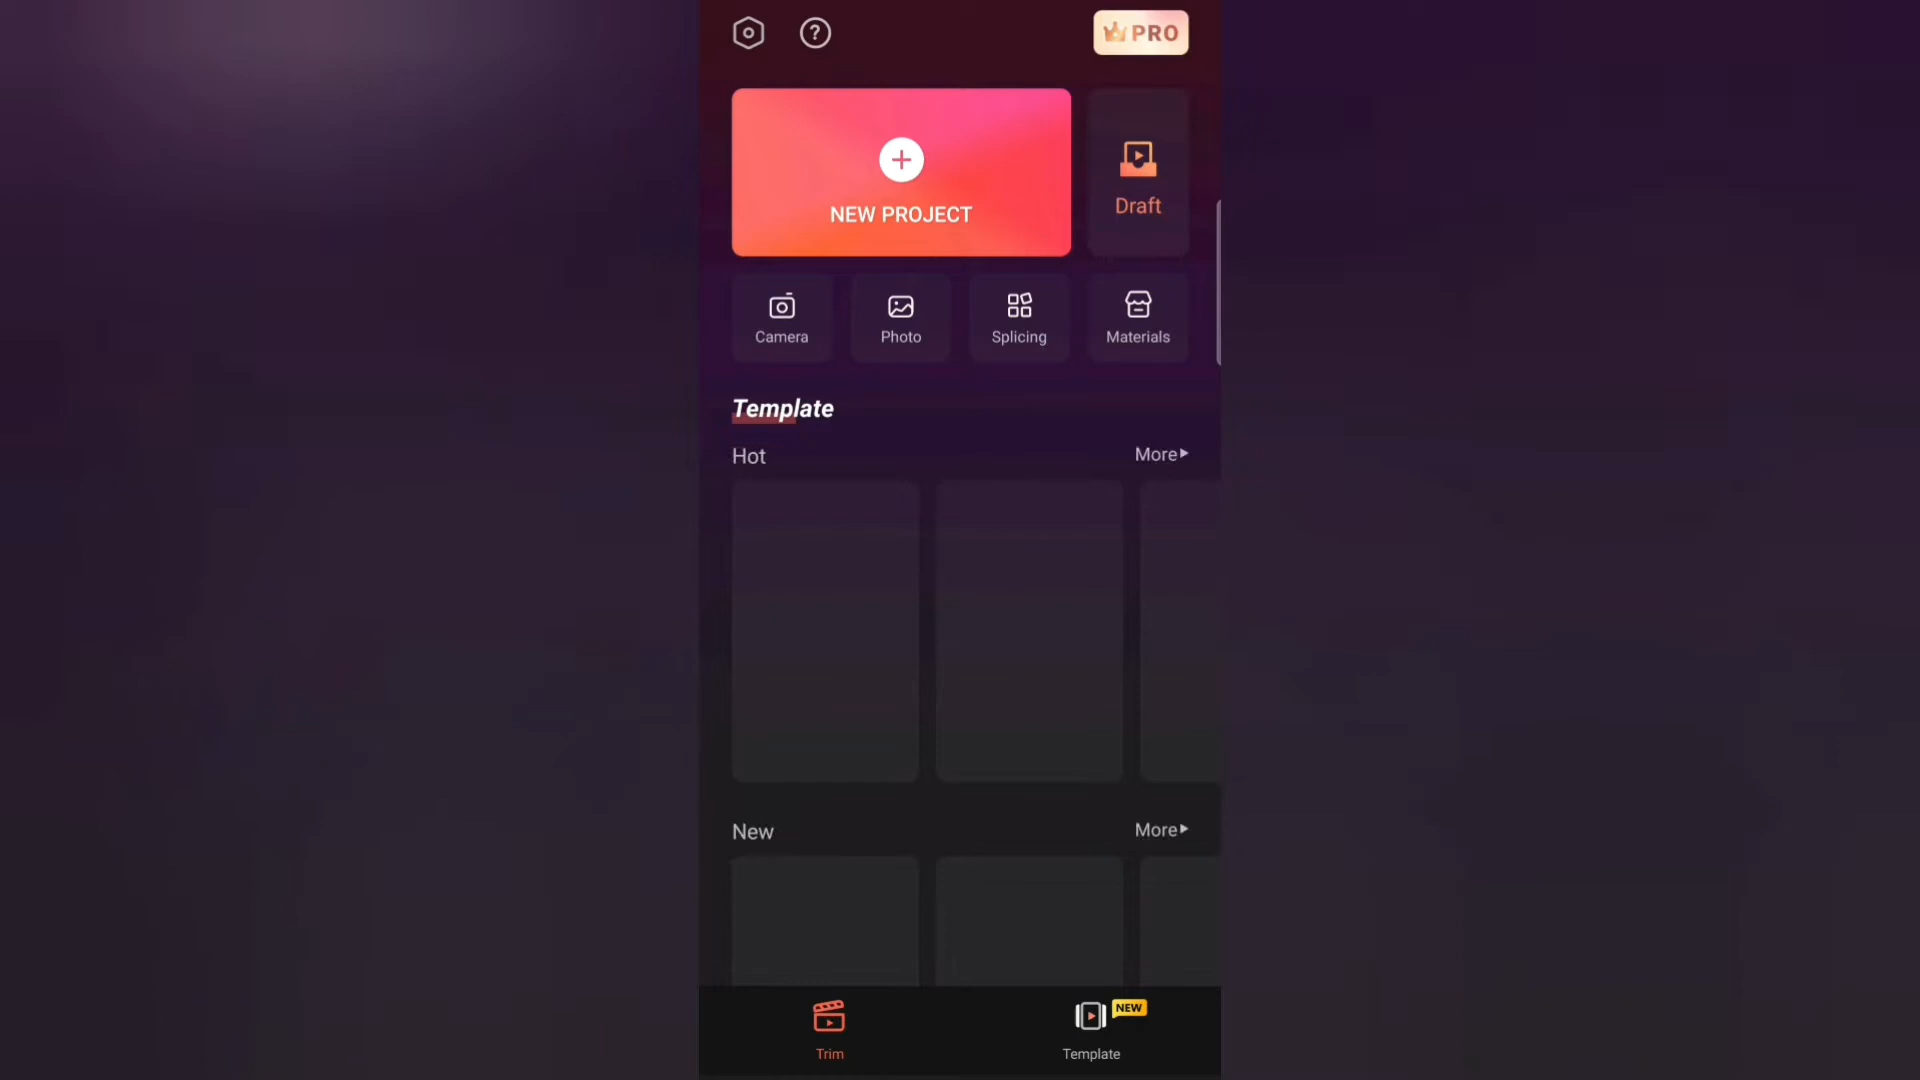 PRO
NEW PROJECT
Draft
Camera
Photo
Splicing
Materials
Template
Hot
More
New
More
Trim
NEW
Template